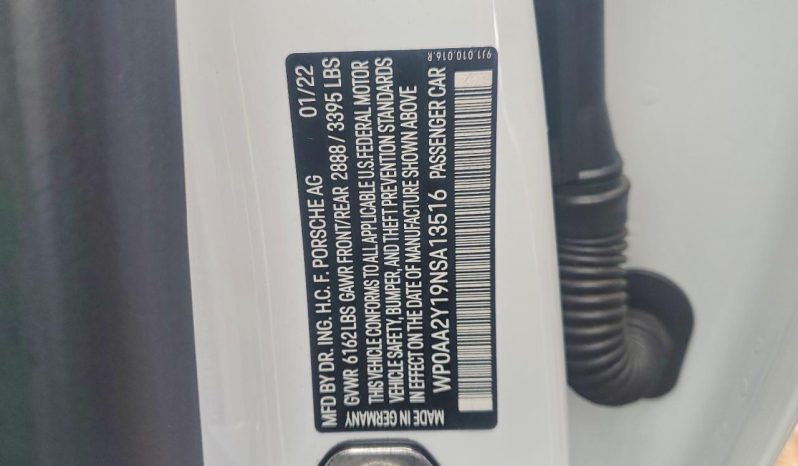 MFD BY DR. ING. H.C. F. PORSCHE AG 01/22
GVWR 6162 LBS GAWR FRONT/REAR 2888 / 3395 LBS
THIS VEHICLE CONFORMS TO ALL APPLICABLE U.S. FEDERAL MOTOR
VEHICLE SAFETY, BUMPER, AND THEFT PREVENTION STANDARDS
IN EFFECT ON THE DATE OF MANUFACTURE SHOWN ABOVE
WP0AA2Y19NSA13516 PASSENGER CAR
MADE IN GERMANY
9J1.010.016.R